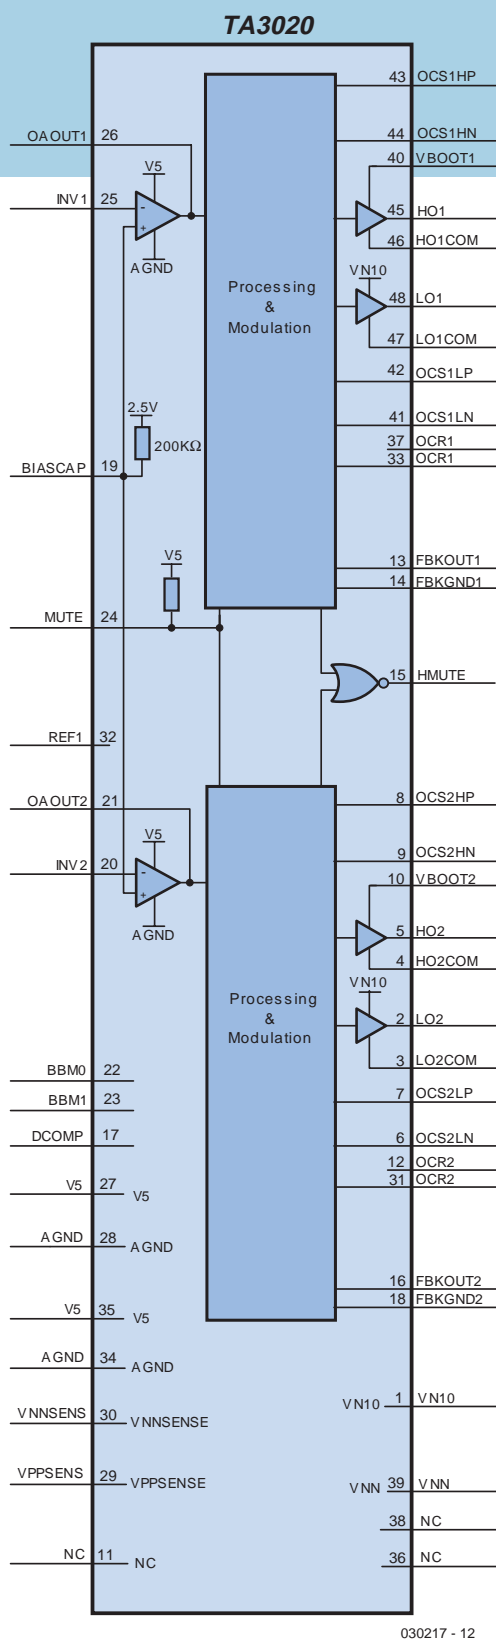 TA3020
43 OCS1HP
OAOUT1 26
44 OCS1HN
40 VBOOT1
V5
INV1 25
-
+
45 HO1
46 HO1COM
AGND
VN10
Processing
&
Modulation
48 LO1
47 LO1COM
42 OCS1LP
2.5V
200KΩ
41 OCS1LN
37 OCR1
33 OCR1
BIASCAP 19
V5
13 FBKOUT1
14 FBKGND1
MUTE 24
15 HMUTE
REF1 32
OAOUT2 21
8 OCS2HP
V5
9 OCS2HN
INV2 20
-
+
10 VBOOT2
AGND
5 HO2
4 HO2COM
VN10
Processing
&
Modulation
2 LO2
3 LO2COM
BBM0 22
7 OCS2LP
BBM1 23
DCOMP 17
6 OCS2LN
12 OCR2
31 OCR2
V5 27 V5
AGND 28 AGND
16 FBKOUT2
18 FBKGND2
V5 35 V5
AGND 34 AGND
VN10 1 VN10
VNNSENS 30 VNNSENSE
VPPSENS 29 VPPSENSE
VNN 39 VNN
38 NC
NC 11 NC
36 NC
030217 - 12